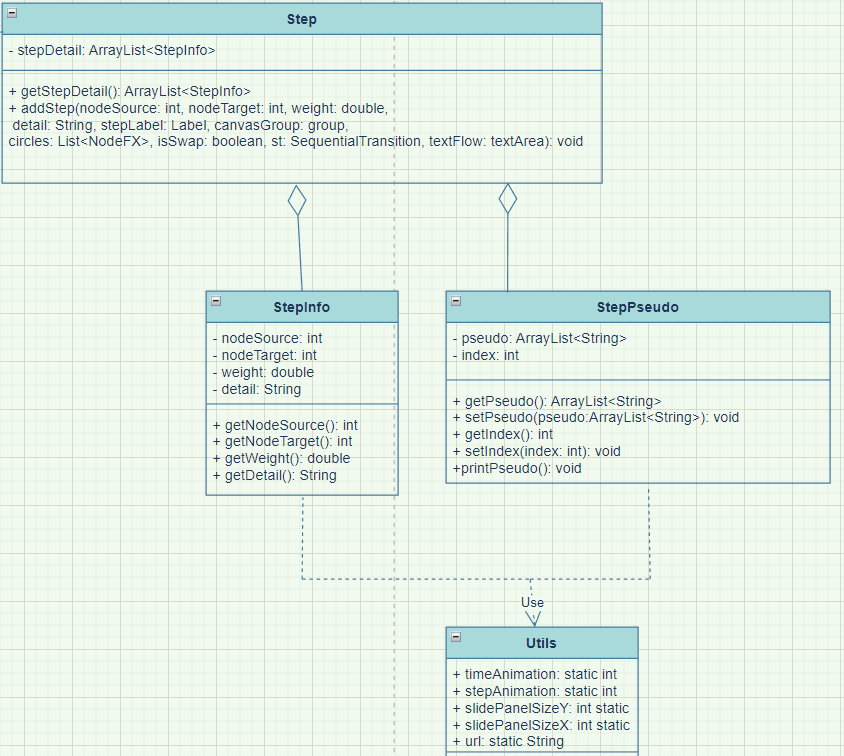 Step
- stepDetail: ArrayList<StepInfo>
+ getStepDetail(): ArrayList<StepInfo>
+ addStep(nodeSource: int, nodeTarget: int, weight: double,
detail: String, stepLabel: Label, canvasGroup: group,
circles: List<NodeFX>, isSwap: boolean, st: SequentialTransition, textFlow: textArea): void
StepInfo
- nodeSource: int
- nodeTarget: int
- weight: double
- detail: String
+ getNodeSource(): int
+ getNodeTarget(): int
+ getWeight(): double
+ getDetail(): String
StepPseudo
- pseudo: ArrayList<String>
- index: int
+ getPseudo(): ArrayList<String>
+ setPseudo(pseudo:ArrayList<String>): void
+ getIndex(): int
+ setIndex(index: int): void
+printPseudo(): void
Use
Utils
+ timeAnimation: static int
+ stepAnimation: static int
+ slidePanelSizeY: int static
+ slidePanelSizeX: int static
+ url: static String